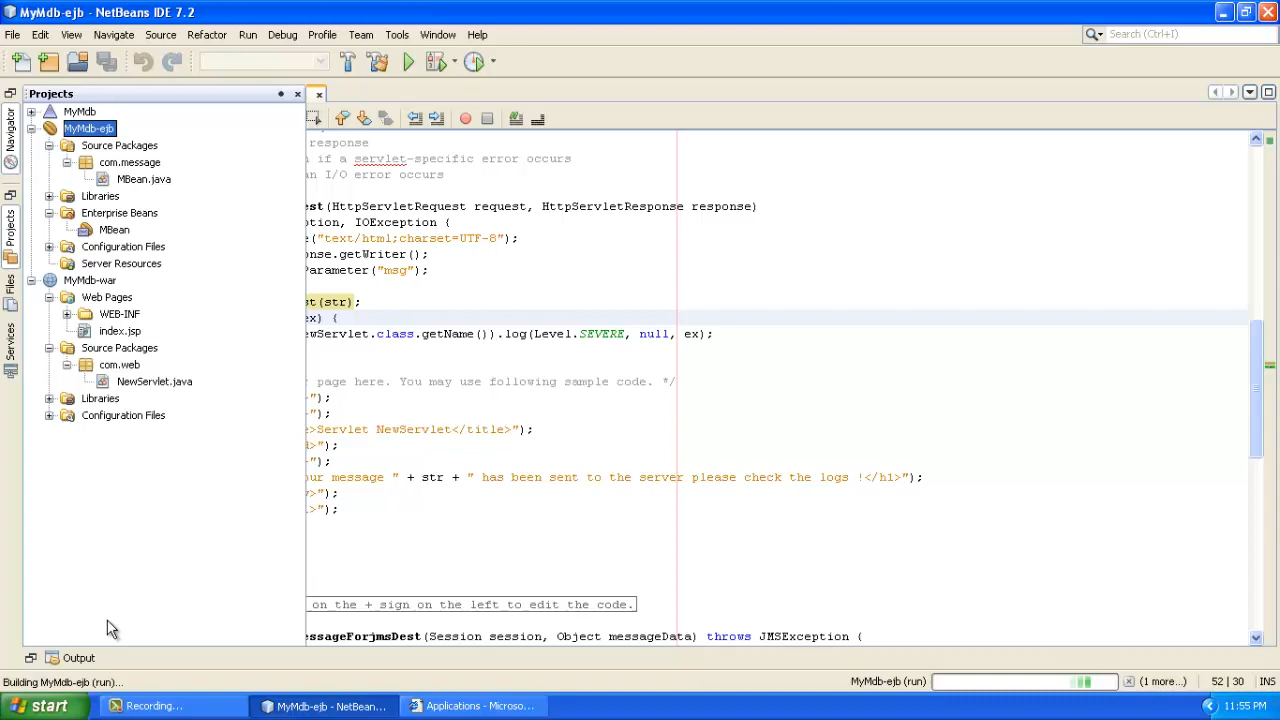 MyMdb-ejb - NetBeans IDE 7.2
File Edit View Navigate Source Refactor Run Debug Profile Team Tools Window Help
Search (Ctrl+I)
Projects
Navigator
Projects
Files
Services
MyMdb
MyMdb-ejb
Source Packages
com.message
MBean.java
Libraries
Enterprise Beans
MBean
Configuration Files
Server Resources
MyMdb-war
Web Pages
WEB-INF
index.jsp
Source Packages
com.web
NewServlet.java
Libraries
Configuration Files
response
if a servlet-specific error occurs
an I/O error occurs
est(HttpServletRequest request, HttpServletResponse response)
ption, IOException {
("text/html;charset=UTF-8");
onse.getWriter();
Parameter("msg");
st(str);
ex) {
ewServlet.class.getName()).log(Level.SEVERE, null, ex);
page here. You may use following sample code. */
>");
>");
e>Servlet NewServlet</title>");
d>");
>");
our message " + str + " has been sent to the server please check the logs !</h1>");
y>");
l>");
on the + sign on the left to edit the code.
essageForjmsDest(Session session, Object messageData) throws JMSException {
Output
Building MyMdb-ejb (run)...
MyMdb-ejb (run)
(1 more...)
52 | 30
INS
start
Recording...
MyMdb-ejb - NetBean...
Applications - Microso...
11:55 PM